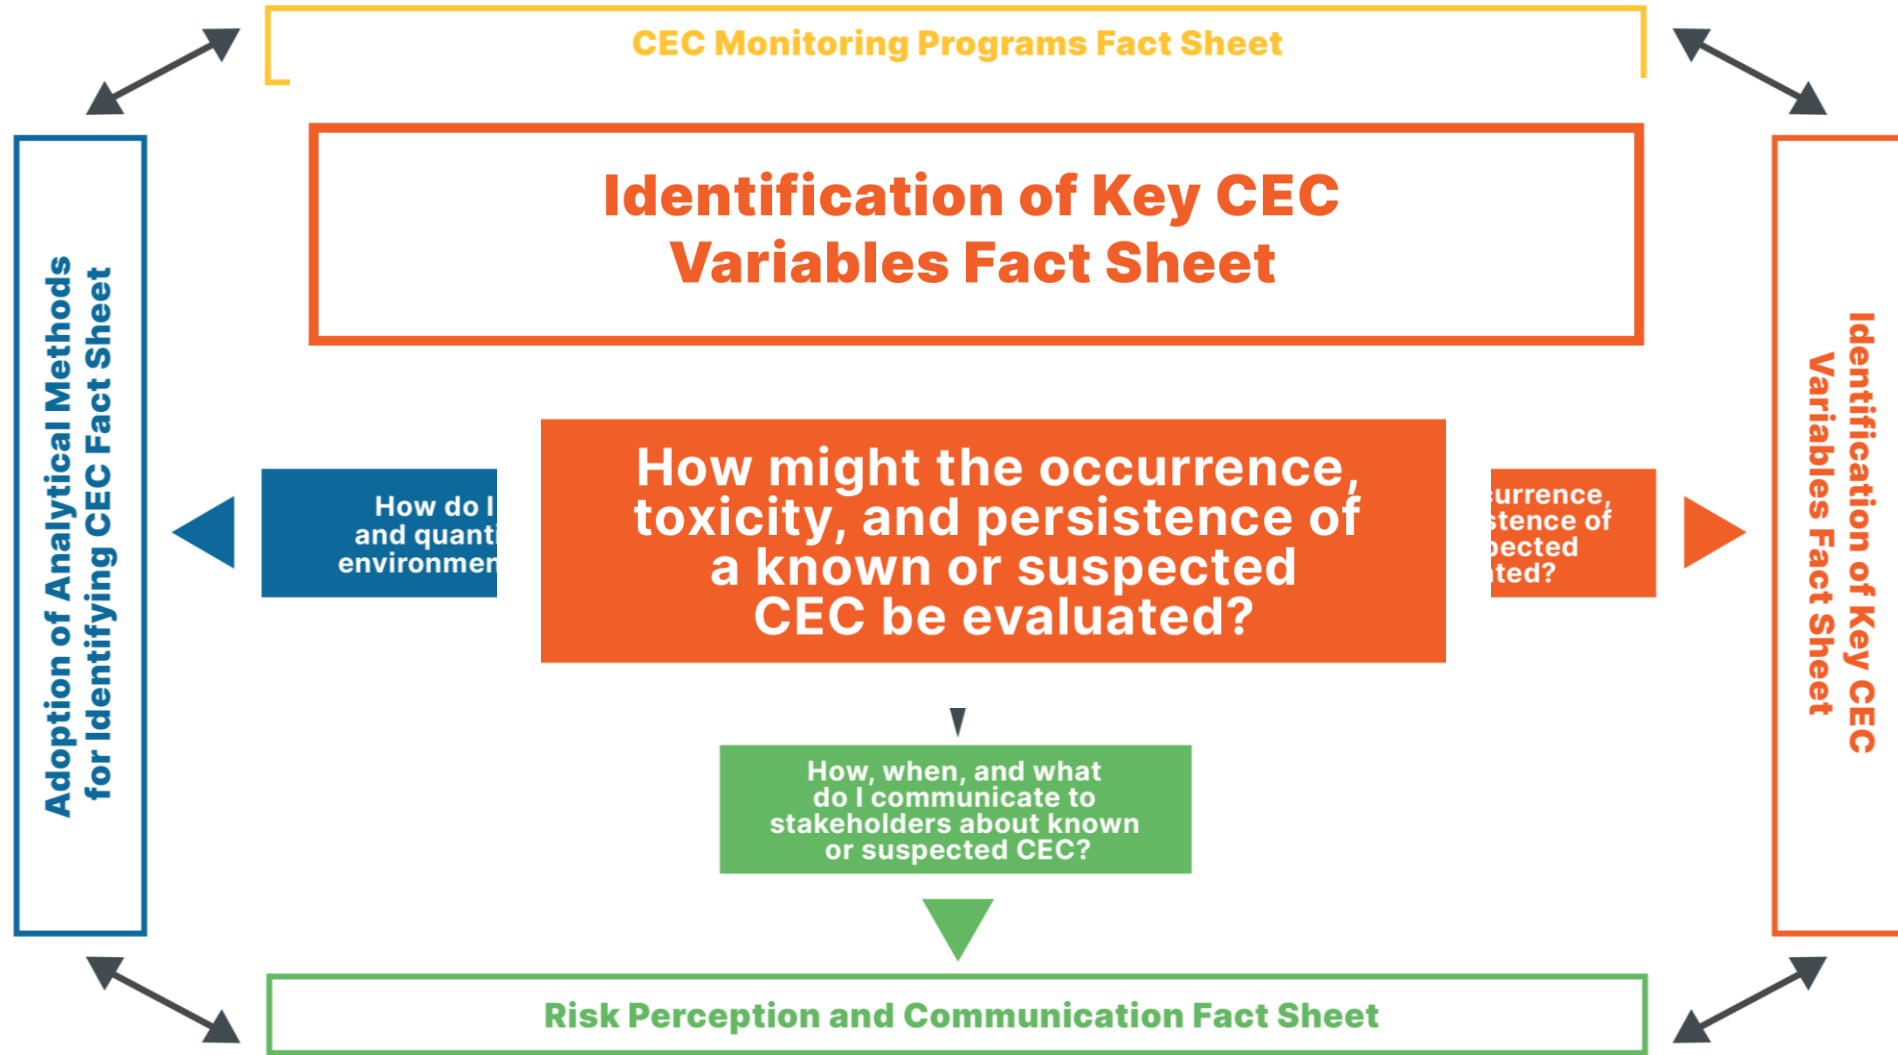 CEC Monitoring Programs Fact Sheet
Identification of Key CEC
Variables Fact Sheet
Adoption of Analytical Methods
for Identifying CEC Fact Sheet
How do I
and quanti
environmen
How might the occurrence,
toxicity, and persistence of
a known or suspected
CEC be evaluated?
currence,
stence of
pected
ted?
Identification of Key CEC
Variables Fact Sheet
How, when, and what
do I communicate to
stakeholders about known
or suspected CEC?
Risk Perception and Communication Fact Sheet